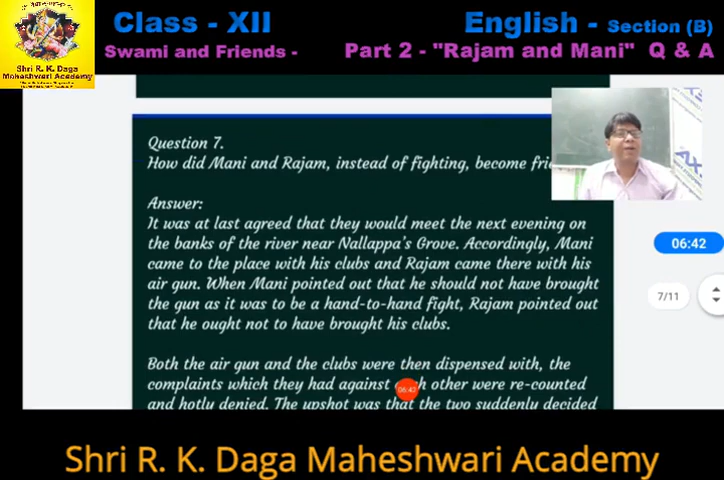 Class - XII
English - Section (B)
Swami and Friends -
Part 2 - "Rajam and Mani" Q & A
Shri R. K. Daga
Maheshwari Academy
Question 7.
How did Mani and Rajam, instead of fighting, become
Answer:
It was at last agreed that they would meet the next evening on
the banks of the river near Nallappa's Grove. Accordingly, Mani
came to the place with his clubs and Rajam came there with his
air gun. When Mani pointed out that he should not have brought
the gun as it was to be a hand-to-hand fight, Rajam pointed out
that he ought not to have brought his clubs.
Both the air gun and the clubs were then dispensed with, the
complaints which they had against other were re-counted
and hotly denied. The upshot was that the two suddenly decided
06:42
06:42
7/11
Shri R. K. Daga Maheshwari Academy